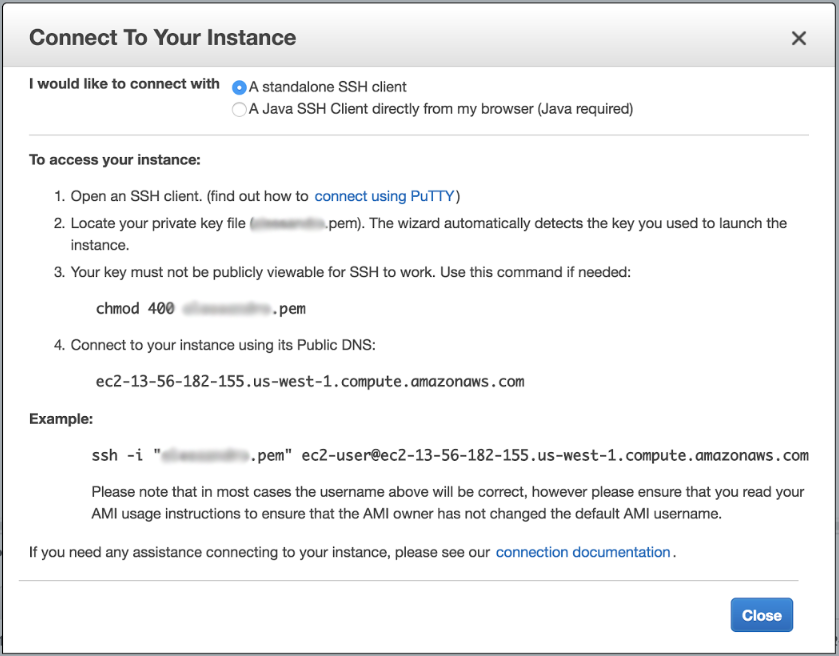 Connect To Your Instance
I would like to connect with
A standalone SSH client
A Java SSH Client directly from my browser (Java required)
To access your instance:
1. Open an SSH client. (find out how to connect using PuTTY)
2. Locate your private key file (.pem). The wizard automatically detects the key you used to launch the
instance.
3. Your key must not be publicly viewable for SSH to work. Use this command if needed:
chmod 400 .pem
4. Connect to your instance using its Public DNS:
ec2-13-56-182-155.us-west-1.compute.amazonaws.com
Example:
ssh -i ".pem" ec2-user@ec2-13-56-182-155.us-west-1.compute.amazonaws.com
Please note that in most cases the username above will be correct, however please ensure that you read your
AMI usage instructions to ensure that the AMI owner has not changed the default AMI username.
If you need any assistance connecting to your instance, please see our connection documentation.
Close